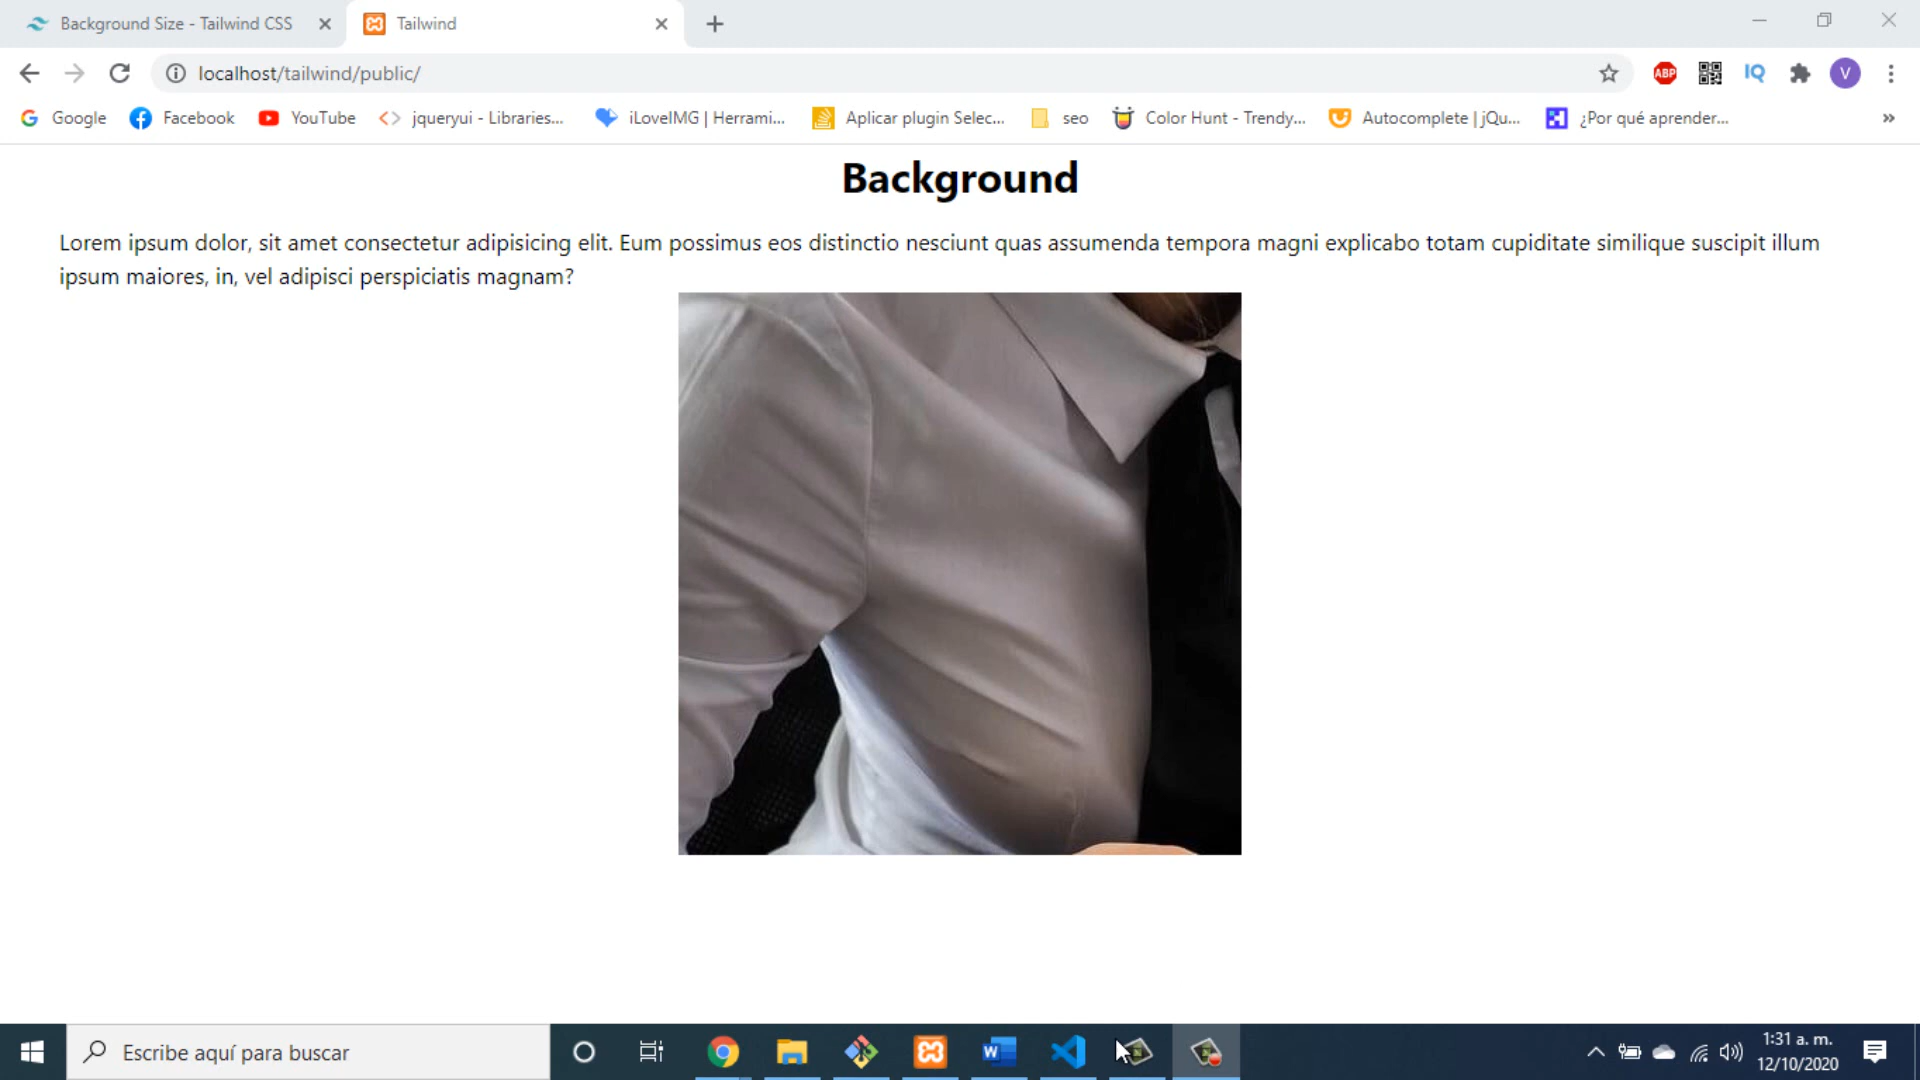 Background Size - Tailwind CSS
Tailwind
localhost/tailwind/public/
ABP
IQ
V
Google
Facebook
YouTube
jqueryui - Libraries...
iLoveIMG | Herrami...
Aplicar plugin Selec...
seo
Color Hunt - Trendy...
Autocomplete | jQu...
¿Por qué aprender...
Background
Lorem ipsum dolor, sit amet consectetur adipisicing elit. Eum possimus eos distinctio nesciunt quas assumenda tempora magni explicabo totam cupiditate similique suscipit illum
ipsum maiores, in, vel adipisci perspiciatis magnam?
Escribe aquí para buscar
W
1:31 a. m.
12/10/2020